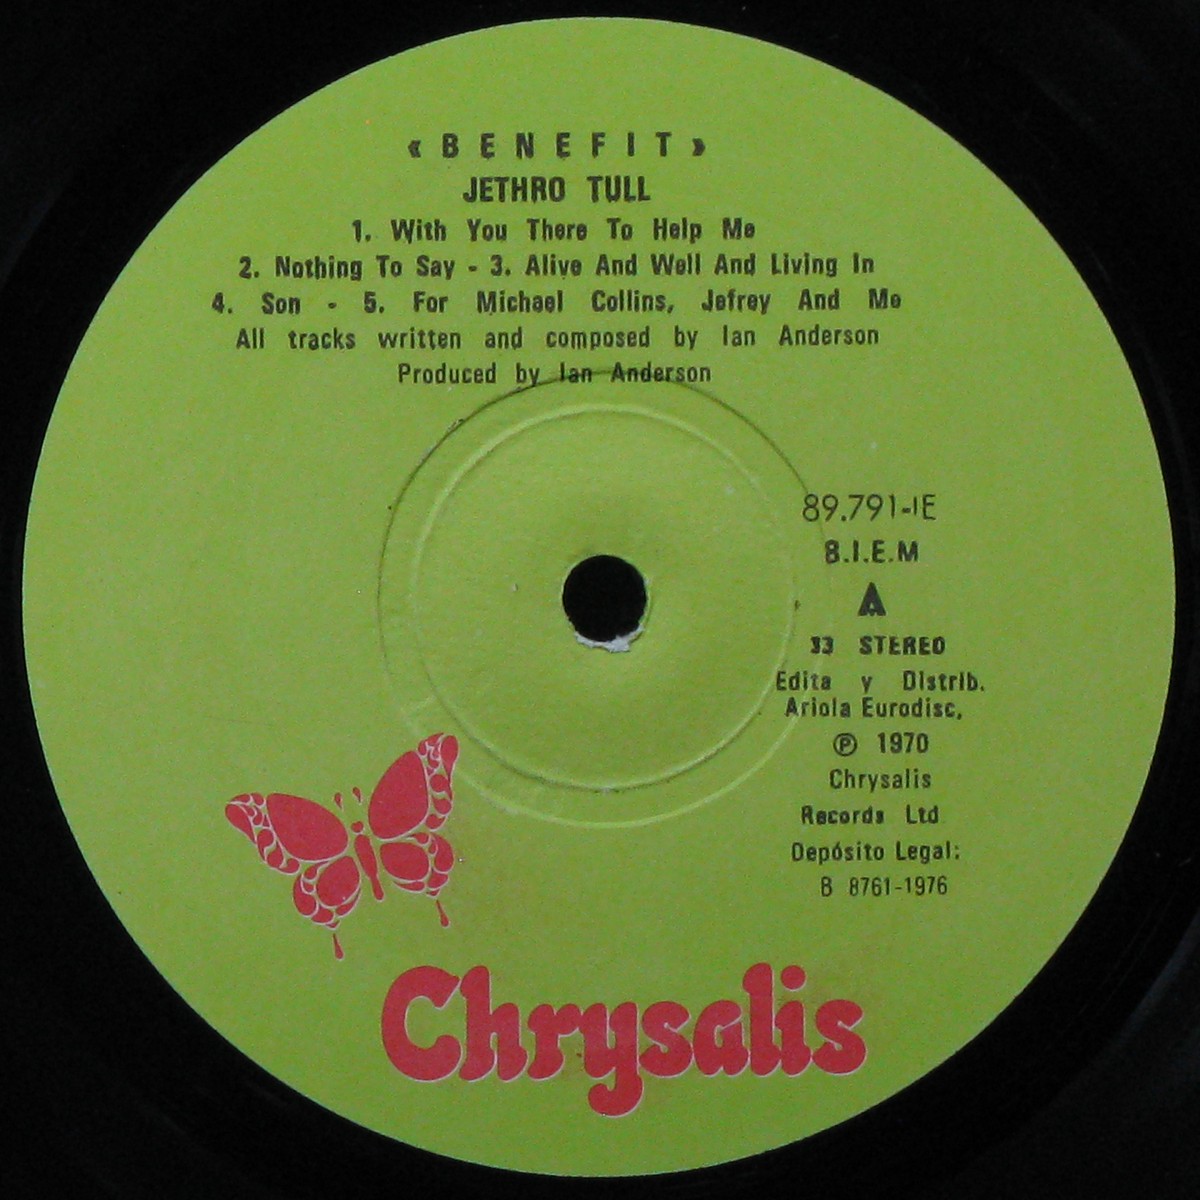 «BENEFIT»
JETHRO TULL
1. With You There To Help Me
2. Nothing To Say - 3. Alive And Well And Living In
4. Son - 5. For Michael Collins, Jefrey And Me
All tracks written and composed by Ian Anderson
Produced by Ian Anderson
89.791-IE
B.I.E.M
A
33 STEREO
Edita y Distrib.
Ariola Eurodisc,
℗ 1970
Chrysalis
Records Ltd
Depósito Legal:
B 8761-1976
Chrysalis